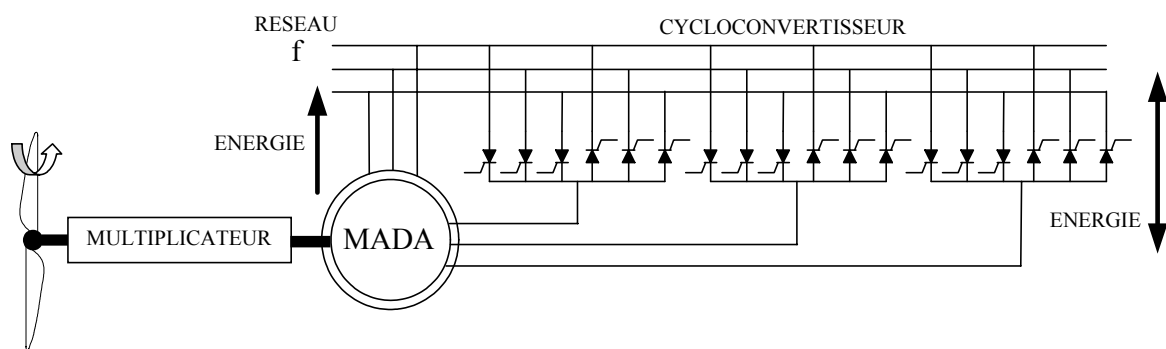 RESEAU
f
CYCLOCONVERTISSEUR
ENERGIE
ENERGIE
MULTIPLICATEUR
MADA